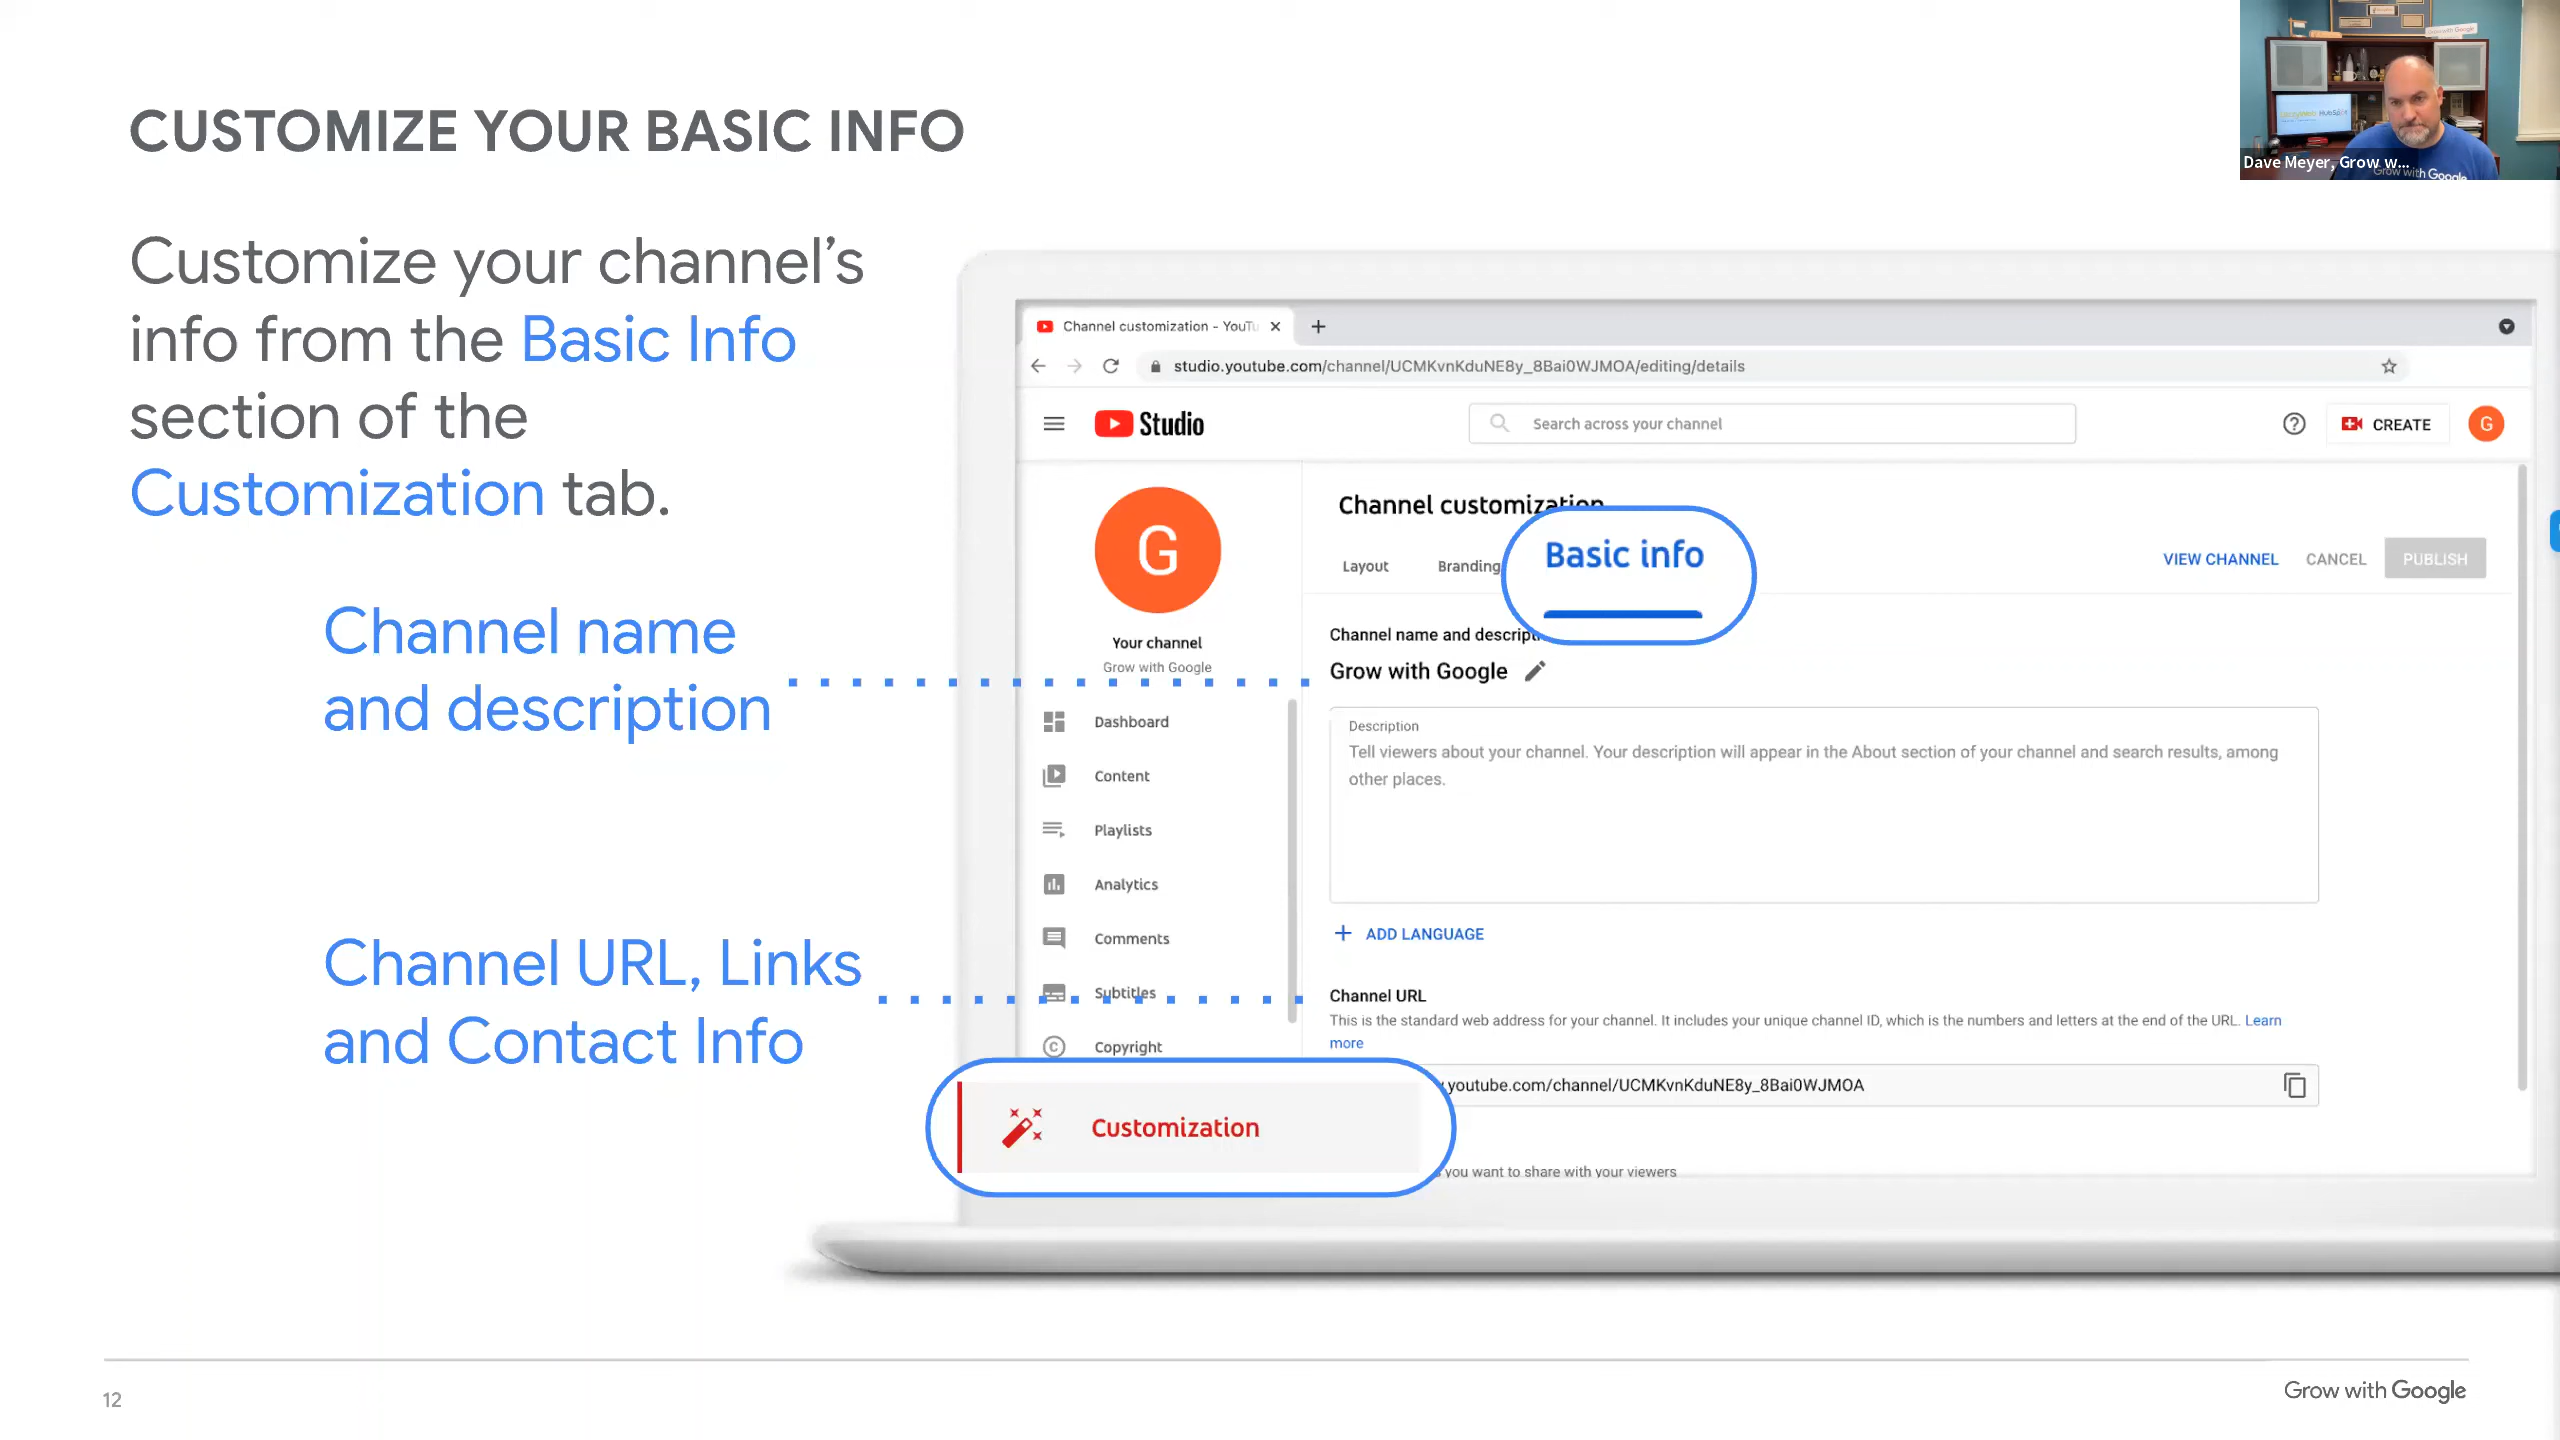 CUSTOMIZE YOUR BASIC INFO
Customize your channel’s
info from the Basic Info
section of the
Customization tab.
Channel name
and description
Channel URL, Links
and Contact Info
Dave Meyer, Grow w...
Grow with Google
Channel customization - YouTu
studio.youtube.com/channel/UCMKvnKduNE8y_8Bai0WJMOA/editing/details
Studio
Search across your channel
CREATE
G
G
Your channel
Grow with Google
Dashboard
Content
Playlists
Analytics
Comments
Subtitles
Copyright
Customization
Channel customization
Layout
Branding
Basic info
VIEW CHANNEL
CANCEL
PUBLISH
Channel name and descripti
Grow with Google
Description
Tell viewers about your channel. Your description will appear in the About section of your channel and search results, among
other places.
+ ADD LANGUAGE
Channel URL
This is the standard web address for your channel. It includes your unique channel ID, which is the numbers and letters at the end of the URL. Learn
more
.youtube.com/channel/UCMKvnKduNE8y_8Bai0WJMOA
you want to share with your viewers
12
Grow with Google